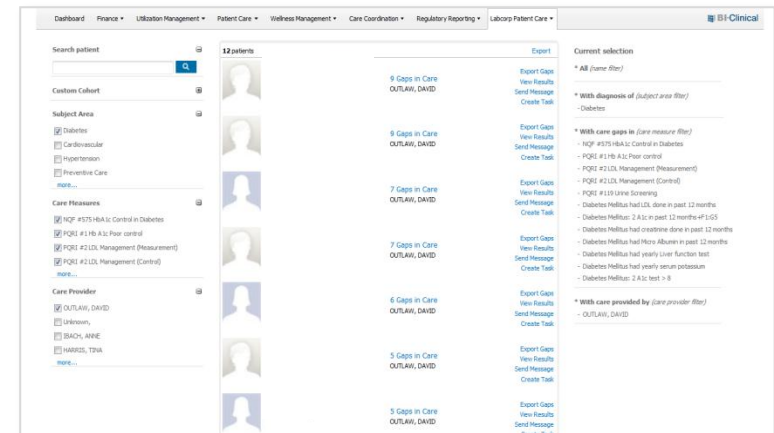 Dashboard Finance ▾ Utilization Management ▾ Patient Care ▾ Wellness Management ▾ Care Coordination ▾ Regulatory Reporting ▾ Labcorp Patient Care ▾ BI-Clinical
Search patient
Custom Cohort
Subject Area
Diabetes
Cardiovascular
Hypertension
Preventive Care
more...
Care Measures
NQF #575 HbA1c Control in Diabetes
PQRI #1 Hb A1c Poor control
PQRI #2 LDL Management (Measurement)
PQRI #2 LDL Management (Control)
more...
Care Provider
OUTLAW, DAVID
Unknown,
IBACH, ANNE
HARRIS, TINA
more...
12 patients Export
9 Gaps in Care
OUTLAW, DAVID
Export Gaps
View Results
Send Message
Create Task
9 Gaps in Care
OUTLAW, DAVID
Export Gaps
View Results
Send Message
Create Task
7 Gaps in Care
OUTLAW, DAVID
Export Gaps
View Results
Send Message
Create Task
7 Gaps in Care
OUTLAW, DAVID
Export Gaps
View Results
Send Message
Create Task
6 Gaps in Care
OUTLAW, DAVID
Export Gaps
View Results
Send Message
Create Task
5 Gaps in Care
OUTLAW, DAVID
Export Gaps
View Results
Send Message
Create Task
5 Gaps in Care
OUTLAW, DAVID
Export Gaps
View Results
Send Message
Create Task
Current selection
* All (name filter)
* With diagnosis of (subject area filter)
-Diabetes
* With care gaps in (care measure filter)
- NQF #575 HbA1c Control in Diabetes
- PQRI #1 Hb A1c Poor control
- PQRI #2 LDL Management (Measurement)
- PQRI #2 LDL Management (Control)
- PQRI #119 Urine Screening
- Diabetes Mellitus had LDL done in past 12 months
- Diabetes Mellitus: 2 A1c in past 12 months+F1:G5
- Diabetes Mellitus had creatinine done in past 12 months
- Diabetes Mellitus had Micro Albumin in past 12 months
- Diabetes Mellitus had yearly Liver function test
- Diabetes Mellitus had yearly serum potassium
- Diabetes Mellitus: 2 A1c test > 8
* With care provided by (care provider filter)
- OUTLAW, DAVID